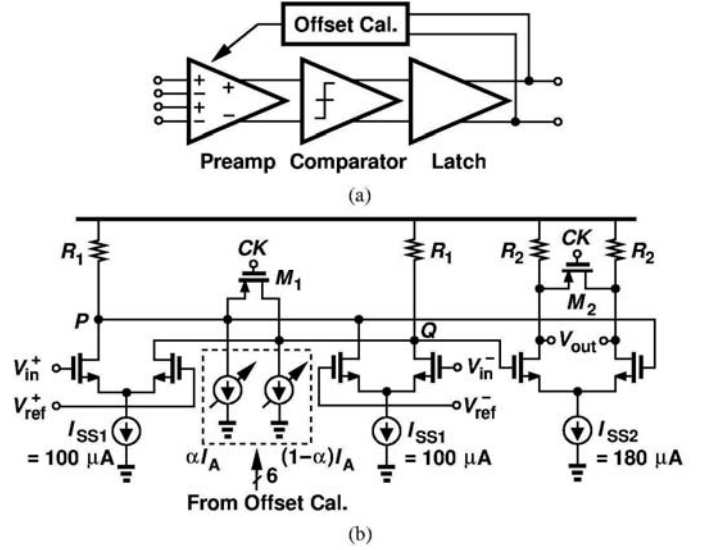 Offset Cal.
+
−
+
−
+
−
Preamp Comparator Latch
(a)
R1
CK
M1
R1
R2
CK
R2
M2
P
Q
Vout
Vin+
Vref+
Vin−
Vref−
ISS1
= 100 µA
αIA
(1−α)IA
ISS1
= 100 µA
ISS2
= 180 µA
6
From Offset Cal.
(b)